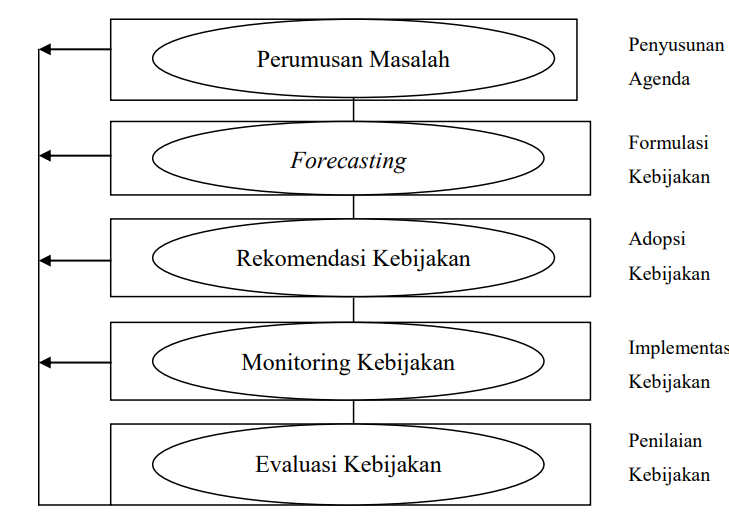 Perumusan Masalah
Penyusunan
Agenda
Forecasting
Formulasi
Kebijakan
Rekomendasi Kebijakan
Adopsi
Kebijakan
Monitoring Kebijakan
Implementas
Kebijakan
Evaluasi Kebijakan
Penilaian
Kebijakan